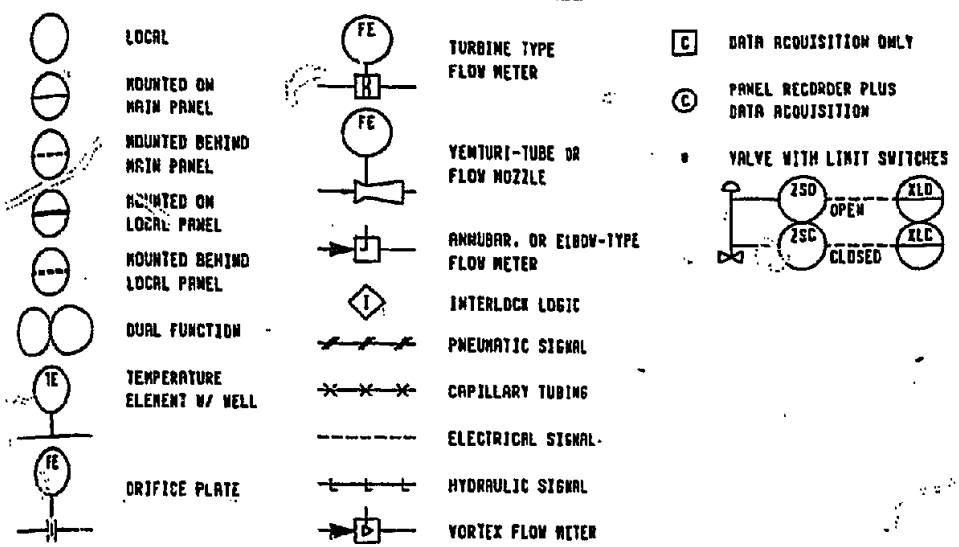 LOCAL
MOUNTED ON
MAIN PANEL
MOUNTED BEHIND
MAIN PANEL
MOUNTED ON
LOCAL PANEL
MOUNTED BEHIND
LOCAL PANEL
DUAL FUNCTION
TE
TEMPERATURE
ELEMENT W/ WELL
FE
ORIFICE PLATE
FE
TURBINE TYPE
FLOW METER
FE
VENTURI-TUBE OR
FLOW NOZZLE
ANNUBAR, OR ELBOW-TYPE
FLOW METER
I
INTERLOCK LOGIC
PNEUMATIC SIGNAL
CAPILLARY TUBING
ELECTRICAL SIGNAL
HYDRAULIC SIGNAL
VORTEX FLOW METER
C
DATA ACQUISITION ONLY
C
PANEL RECORDER PLUS
DATA ACQUISITION
VALVE WITH LIMIT SWITCHES
ZSO
OPEN
XLO
ZSC
CLOSED
XLC